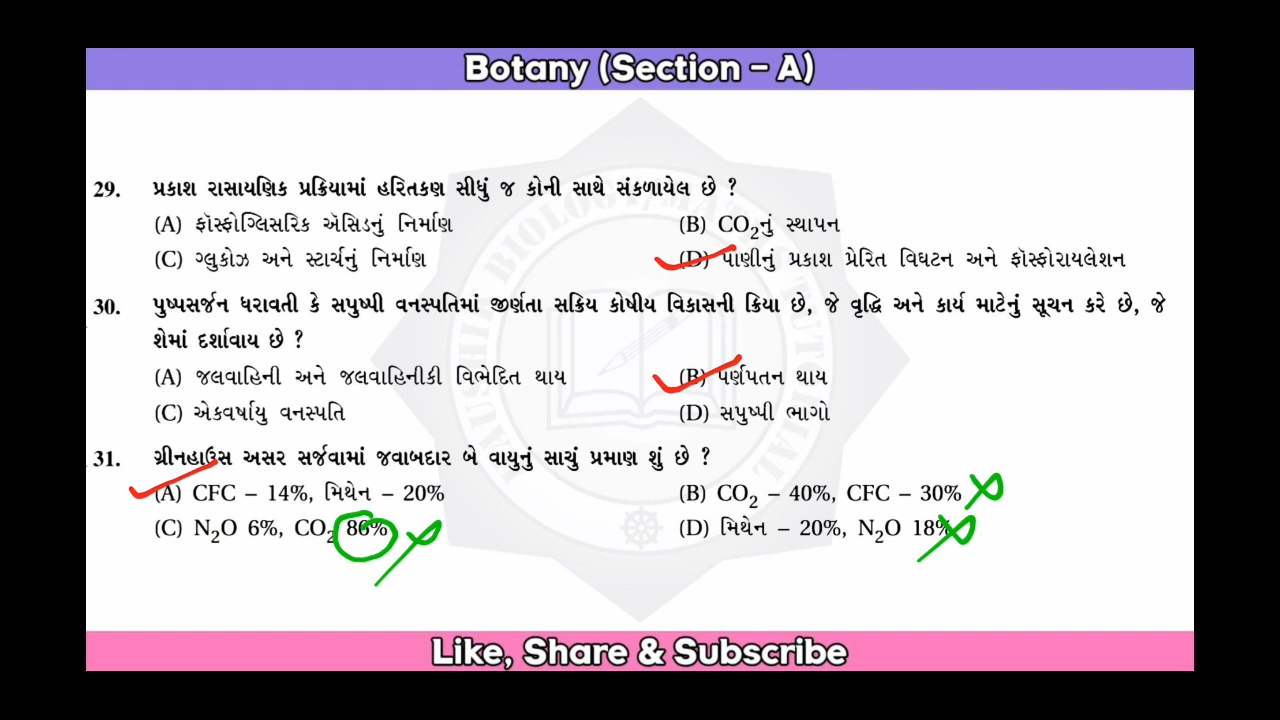 Botany (Section – A)
29. પ્રકાશ રાસાયણિક પ્રક્રિયામાં હરિતકણ સીધું જ કોની સાથે સંકળાયેલ છે ?
(A) ફૉસ્ફોગ્લિસરિક ઍસિડનું નિર્માણ (B) CO₂નું સ્થાપન
(C) ગ્લુકોઝ અને સ્ટાર્ચનું નિર્માણ (D) પાણીનું પ્રકાશ પ્રેરિત વિઘટન અને ફૉસ્ફોરાયલેશન
30. પુષ્પસર્જન ધરાવતી કે સપુષ્પી વનસ્પતિમાં જીર્ણતા સક્રિય કોષીય વિકાસની ક્રિયા છે, જે વૃદ્ધિ અને કાર્ય માટેનું સૂચન કરે છે, જે
શેમાં દર્શાવાય છે ?
(A) જલવાહિની અને જલવાહિનીકી વિભેદિત થાય (B) પર્ણપતન થાય
(C) એકવર્ષાયુ વનસ્પતિ (D) સપુષ્પી ભાગો
31. ગ્રીનહાઉસ અસર સર્જવામાં જવાબદાર બે વાયુનું સાચું પ્રમાણ શું છે ?
(A) CFC – 14%, મિથેન – 20% (B) CO₂ – 40%, CFC – 30%
(C) N₂O 6%, CO₂ 86% (D) મિથેન – 20%, N₂O 18%
Like, Share & Subscribe